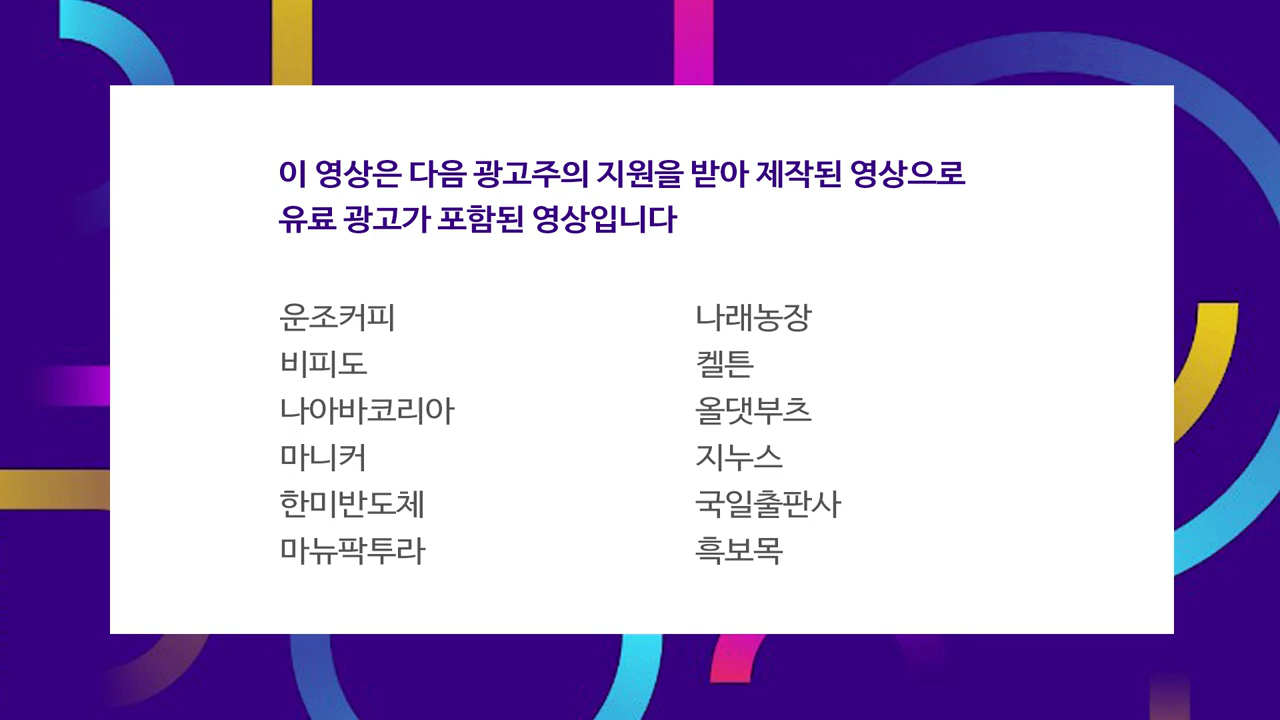 이 영상은 다음 광고주의 지원을 받아 제작된 영상으로
유료 광고가 포함된 영상입니다
운조커피
비피도
나아바코리아
마니커
한미반도체
마뉴팍투라
나래농장
켈튼
올댓부츠
지누스
국일출판사
흑보목